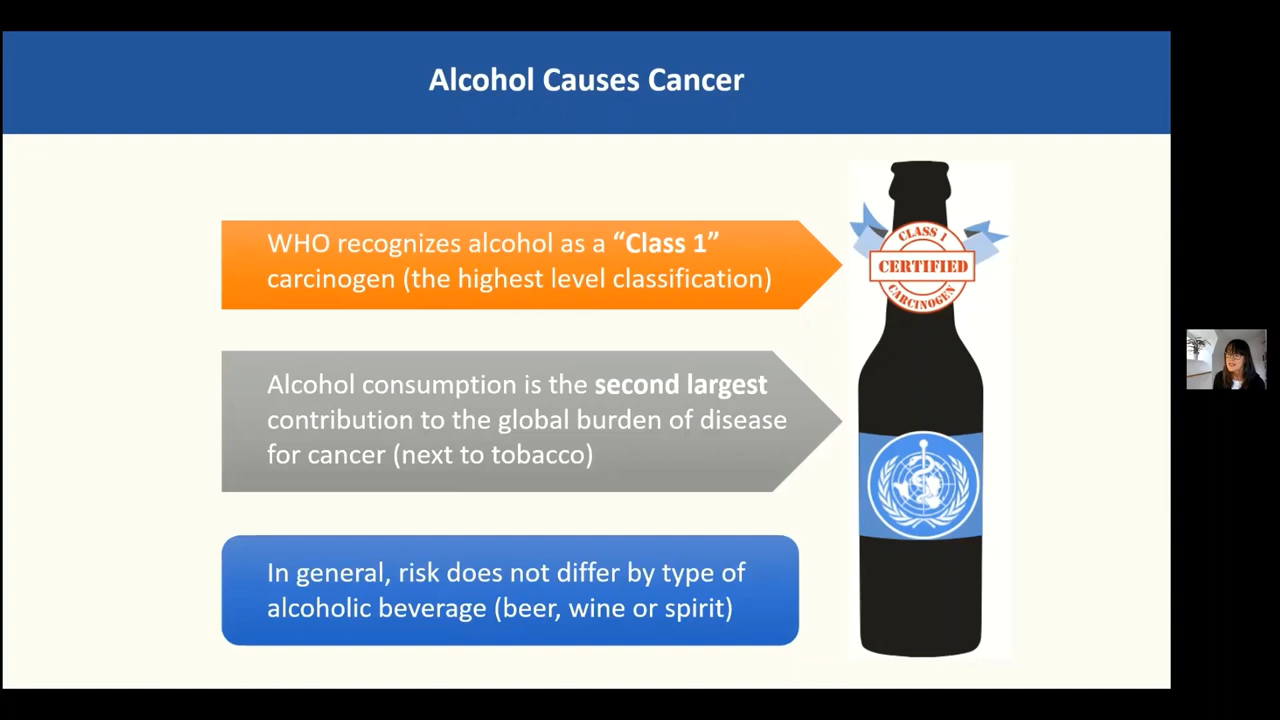 Alcohol Causes Cancer
WHO recognizes alcohol as a “Class 1”
carcinogen (the highest level classification)
CLASS 1
CERTIFIED
CARCINOGEN
Alcohol consumption is the second largest
contribution to the global burden of disease
for cancer (next to tobacco)
In general, risk does not differ by type of
alcoholic beverage (beer, wine or spirit)